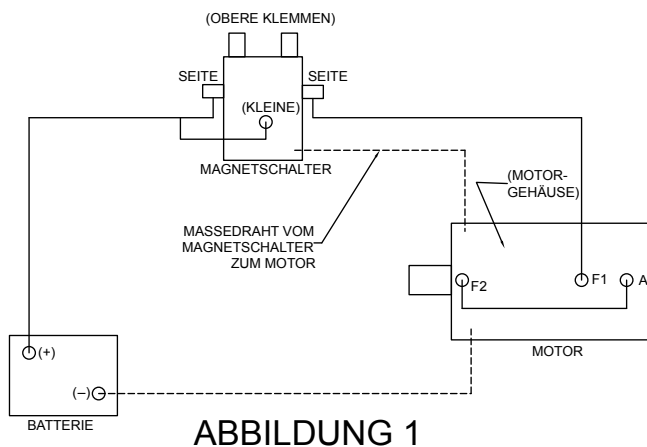 (OBERE KLEMMEN)
SEITE
SEITE
(KLEINE)
MAGNETSCHALTER
(MOTOR-
GEHÄUSE)
MASSEDRAHT VOM
MAGNETSCHALTER
ZUM MOTOR
F2
F1
A
MOTOR
(+)
(–)
BATTERIE
ABBILDUNG 1